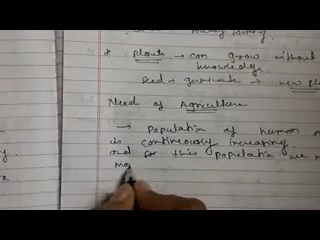 * Plants → can grow without
knowledge
Seed → germinate → new
Need of Agriculture
→ Population of human
is continuously increasing
and for this population we